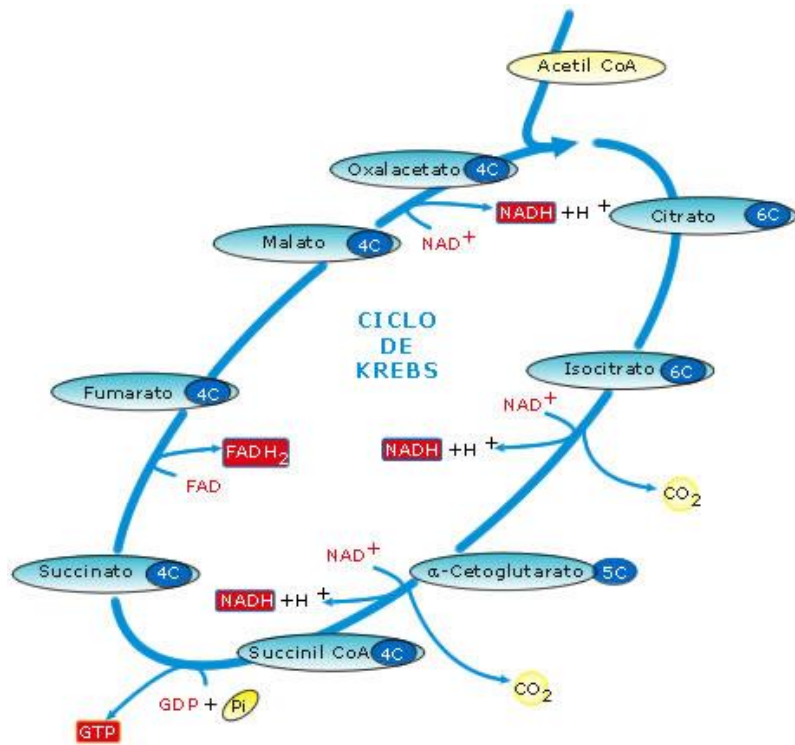 Acetil CoA
Oxalacetato 4C
NADH +H +
Citrato 6C
Malato 4C
NAD+
CICLO
DE
KREBS
Isocitrato 6C
Fumarato 4C
NAD+
FADH2
NADH +H +
FAD
CO2
NAD+
Succinato 4C
α-Cetoglutarato 5C
NADH +H +
Succinil CoA 4C
CO2
GDP + Pi
GTP